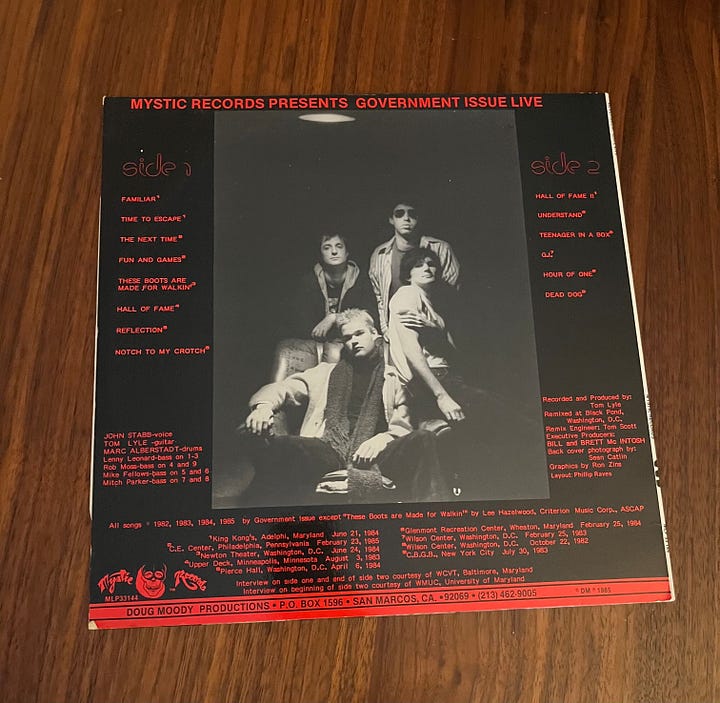 MYSTIC RECORDS PRESENTS GOVERNMENT ISSUE LIVE
side 1
FAMILIAR
TIME TO ESCAPE
THE NEXT TIME
FUN AND GAMES
THESE BOOTS ARE
MADE FOR WALKIN'
HALL OF FAME
REFLECTION
NOTCH TO MY CROTCH
side 2
HALL OF FAME II
UNDERSTAND
TEENAGER IN A BOX
G.I.
HOUR OF ONE
DEAD DOG
JOHN STABB-voice
TOM LYLE -guitar
MARC ALBERSTADT-drums
Lenny Leonard-bass on 1-3
Rob Moss-bass on 4 and 9
Mike Fellows-bass on 5 and 6
Mitch Parker-bass on 7 and 8
Recorded and Produced by:
Tom Lyle
Remixed at Black Pond,
Washington, D.C.
Remix Engineer: Tom Scott
Executive Producers:
BILL and BRETT Mc INTOSH
Back cover photograph by:
Sean Catlin
Graphics by Ron Zins
Layout: Phillip Raves
All songs © 1982, 1983, 1984, 1985 by Government Issue except "These Boots are Made for Walkin'" by Lee Hazelwood, Criterion Music Corp., ASCAP
King Kong's, Adelphi, Maryland June 21, 1984
C.E. Center, Philadelphia, Pennsylvania February 23, 1985
Newton Theater, Washington, D.C. June 24, 1984
Upper Deck, Minneapolis, Minnesota August 3, 1983
Pierce Hall, Washington, D.C. April 6, 1984
Glenmont Recreation Center, Wheaton, Maryland February 25, 1984
Wilson Center, Washington, D.C. February 25, 1983
Wilson Center, Washington, D.C. October 22, 1982
C.B.G.B., New York City July 30, 1983
Interview on side one and end of side two courtesy of WCVT, Baltimore, Maryland
Interview on beginning of side two courtesy of WMUC, University of Maryland
Mystic Records
TM
MLP33144
DM 1985
DOUG MOODY PRODUCTIONS • P.O. BOX 1596 • SAN MARCOS, CA. • 92069 • (213) 462-9005